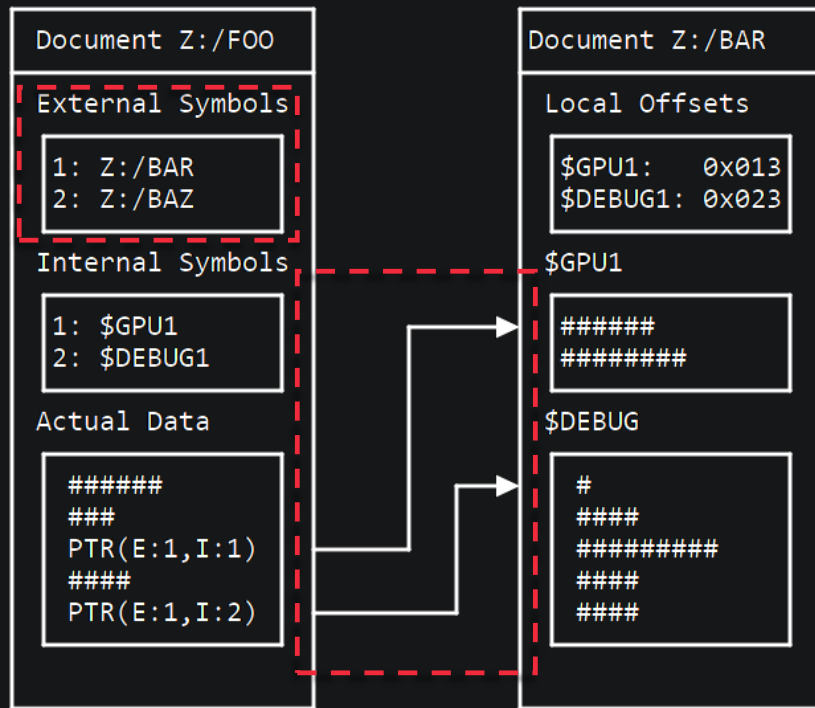 Document Z:/FOO
External Symbols
1: Z:/BAR
2: Z:/BAZ
Internal Symbols
1: $GPU1
2: $DEBUG1
Actual Data
######
###
PTR(E:1,I:1)
####
PTR(E:1,I:2)
Document Z:/BAR
Local Offsets
$GPU1: 0x013
$DEBUG1: 0x023
$GPU1
######
########
$DEBUG
#
####
#########
####
####